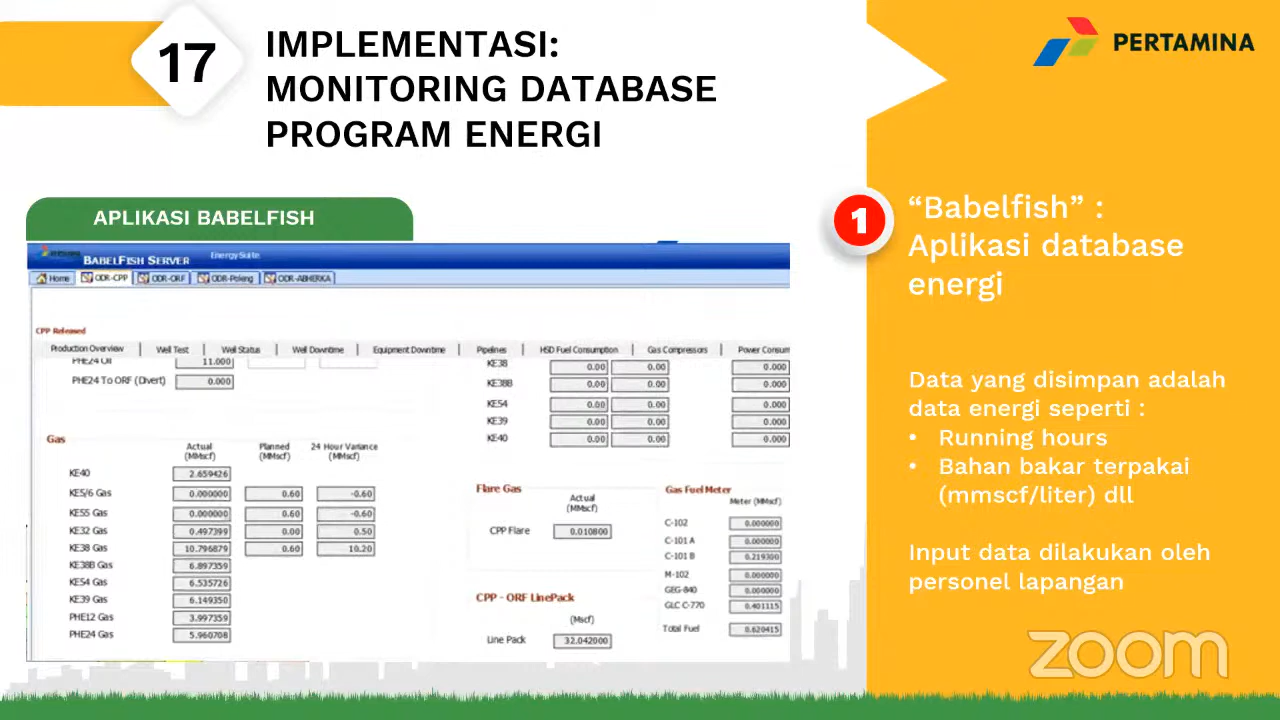 17
IMPLEMENTASI:
MONITORING DATABASE
PROGRAM ENERGI
PERTAMINA
APLIKASI BABELFISH
PERTAMINA
BABELFISH SERVER
Energy Suite
Home
ODR-CPP
ODR-ORF
ODR-Poleng
ODR-ABHERKA
CPP Released
Production Overview
Well Test
Well Status
Well Downtime
Equipment Downtime
Pipelines
HSD Fuel Consumption
Gas Compressors
Power Consum
PHE24 Oil 11.000
PHE24 To ORF (Divert) 0.000
Gas
Actual Planned 24 Hour Variance
(MMscf) (MMscf) (MMscf)
KE40 2.659426
KE5/6 Gas 0.000000 0.60 -0.60
KE55 Gas 0.000000 0.60 -0.60
KE32 Gas 0.497399 0.00 0.50
KE38 Gas 10.796879 0.60 10.20
KE38B Gas 6.897359
KE54 Gas 6.535726
KE39 Gas 6.149350
PHE12 Gas 3.997359
PHE24 Gas 5.960708
KE38 0.00 0.00 0.000
KE38B 0.00 0.00 0.000
KE54 0.00 0.00 0.000
KE39 0.00 0.00 0.000
KE40 0.00 0.00 0.000
Flare Gas
Actual
(MMscf)
CPP Flare 0.010800
CPP - ORF LinePack
(Mscf)
Line Pack 32.042000
Gas Fuel Meter
Meter (MMscf)
C-102 0.000000
C-101 A 0.000000
C-101 B 0.219300
M-102 0.000000
GEG-840 0.000000
GLC C-770 0.401115
Total Fuel 0.620415
1
“Babelfish” :
Aplikasi database
energi
Data yang disimpan adalah
data energi seperti :
• Running hours
• Bahan bakar terpakai
(mmscf/liter) dll
Input data dilakukan oleh
personel lapangan
zoom